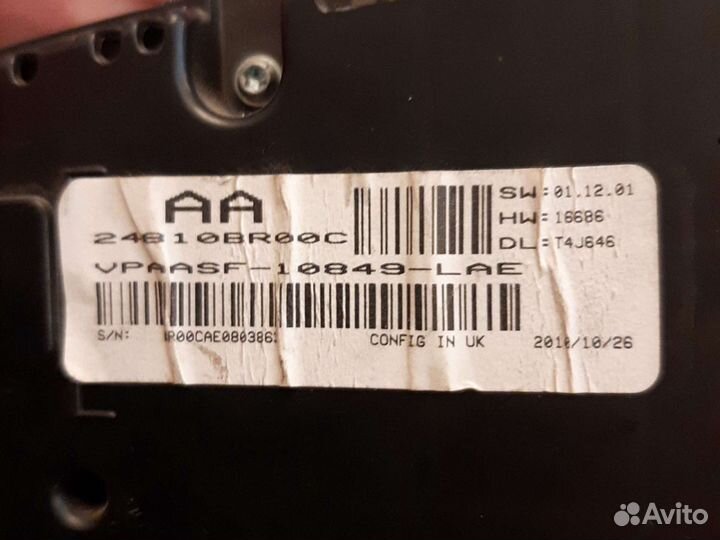 AA
24810BR00C
VPAASF-10849-LAE
SW:01.12.01
HW:16686
DL:T4J646
S/N: R00CAE080386
CONFIG IN UK
2010/10/26
Avito